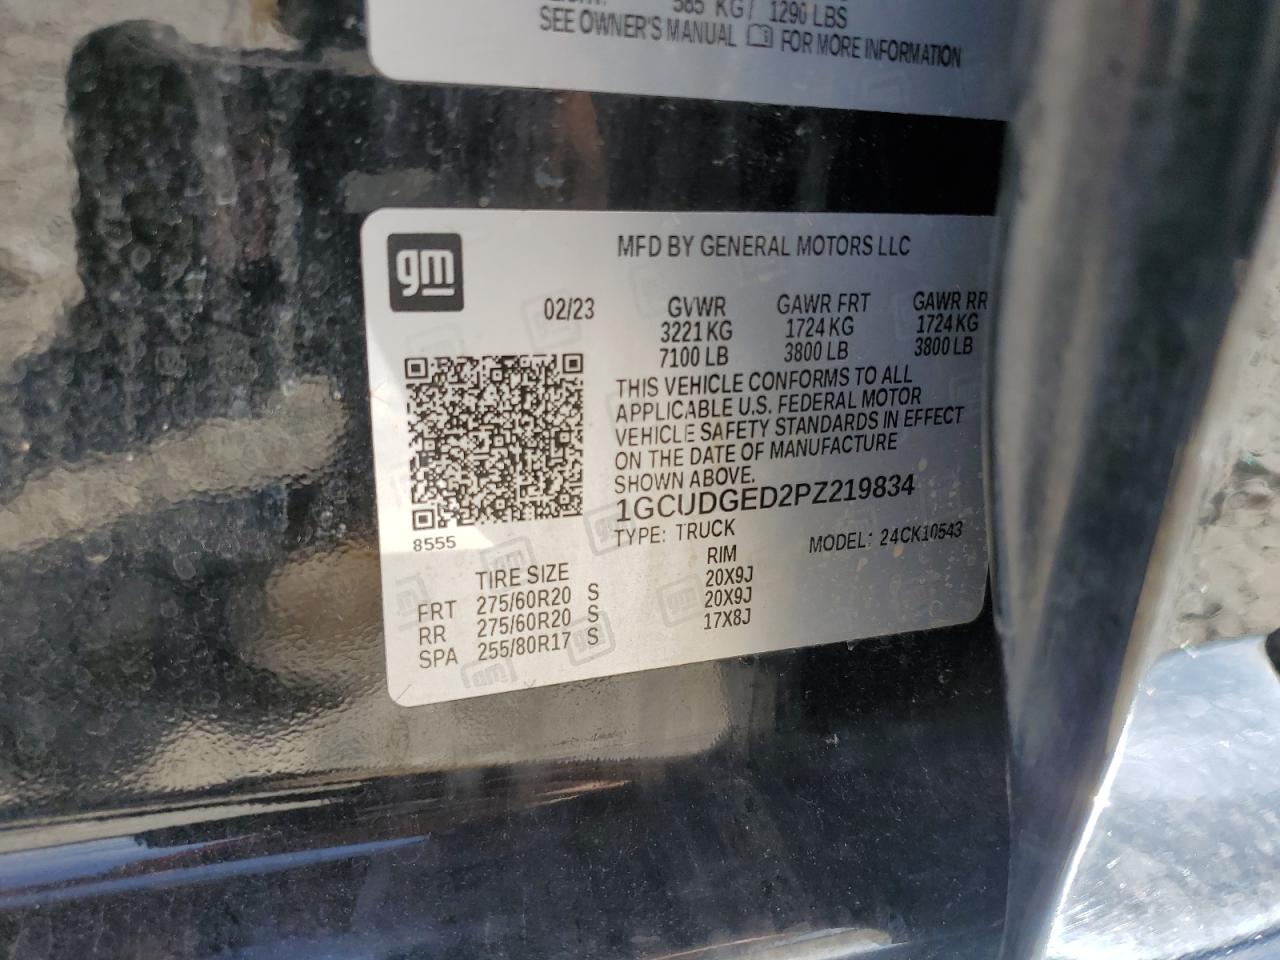 585 KG / 1290 LBS
SEE OWNER'S MANUAL FOR MORE INFORMATION
gm
MFD BY GENERAL MOTORS LLC
02/23 GVWR GAWR FRT GAWR RR
3221 KG 1724 KG 1724 KG
7100 LB 3800 LB 3800 LB
THIS VEHICLE CONFORMS TO ALL
APPLICABLE U.S. FEDERAL MOTOR
VEHICLE SAFETY STANDARDS IN EFFECT
ON THE DATE OF MANUFACTURE
SHOWN ABOVE.
1GCUDGED2PZ219834
8555
TYPE: TRUCK MODEL: 24CK10543
TIRE SIZE RIM
FRT 275/60R20 S 20X9J
RR 275/60R20 S 20X9J
SPA 255/80R17 S 17X8J